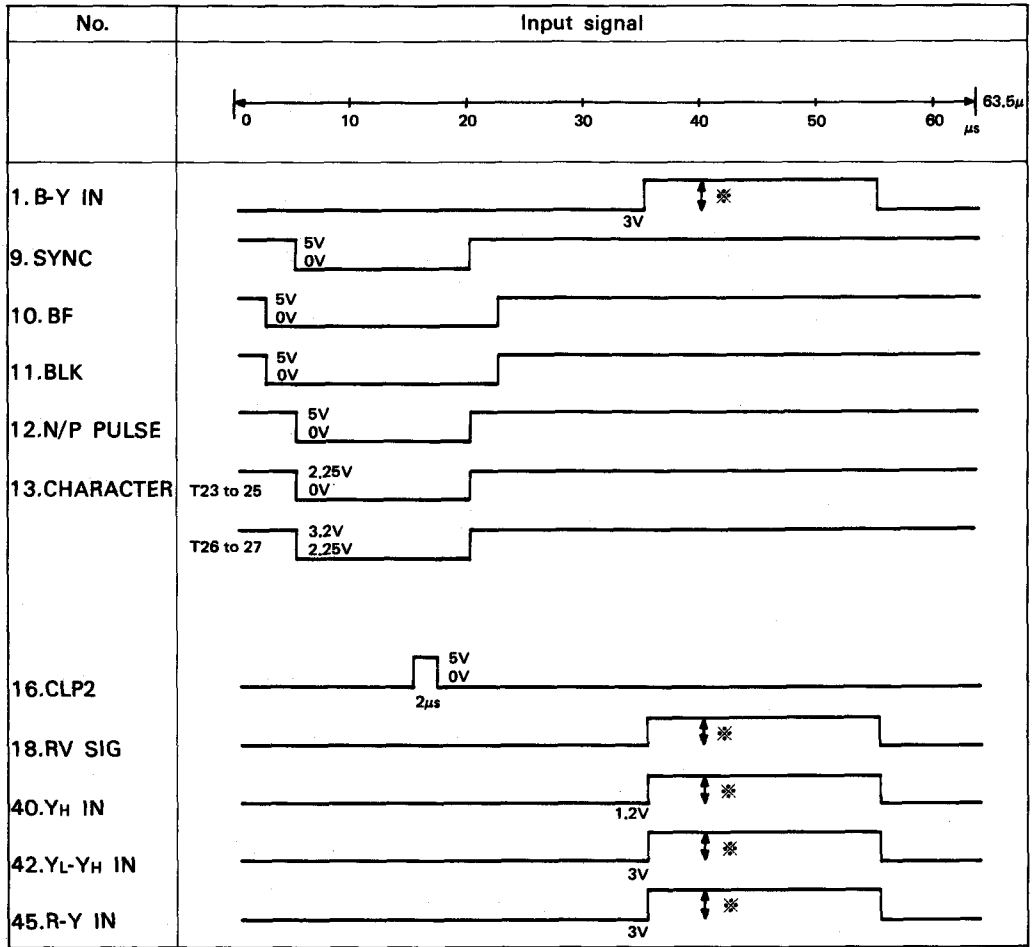 No.
Input signal
63.5μ
0 10 20 30 40 50 60 μs
1. B-Y IN
3V
※
9. SYNC
5V
0V
10. BF
5V
0V
11. BLK
5V
0V
12. N/P PULSE
5V
0V
13. CHARACTER
T23 to 25
2.25V
0V
T26 to 27
3.2V
2.25V
16. CLP2
5V
0V
2μs
18. RV SIG
※
40. YH IN
1.2V
※
42. YL-YH IN
3V
※
45. R-Y IN
3V
※